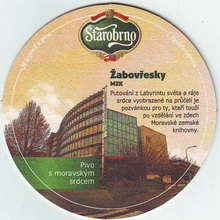 Starobrno
Žabovřesky
MZK
Putování z Labyrintu světa a ráje
srdce vyobrazené na průčelí je
pozvánkou pro ty, kteří touží
po vzdělání ve zdech
Moravské zemské
knihovny.
Pivo
s moravským
srdcem